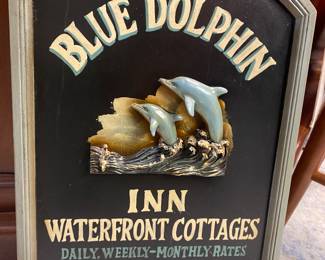 BLUE DOLPHIN
INN
WATERFRONT COTTAGES
DAILY, WEEKLY-MONTHLY-RATES